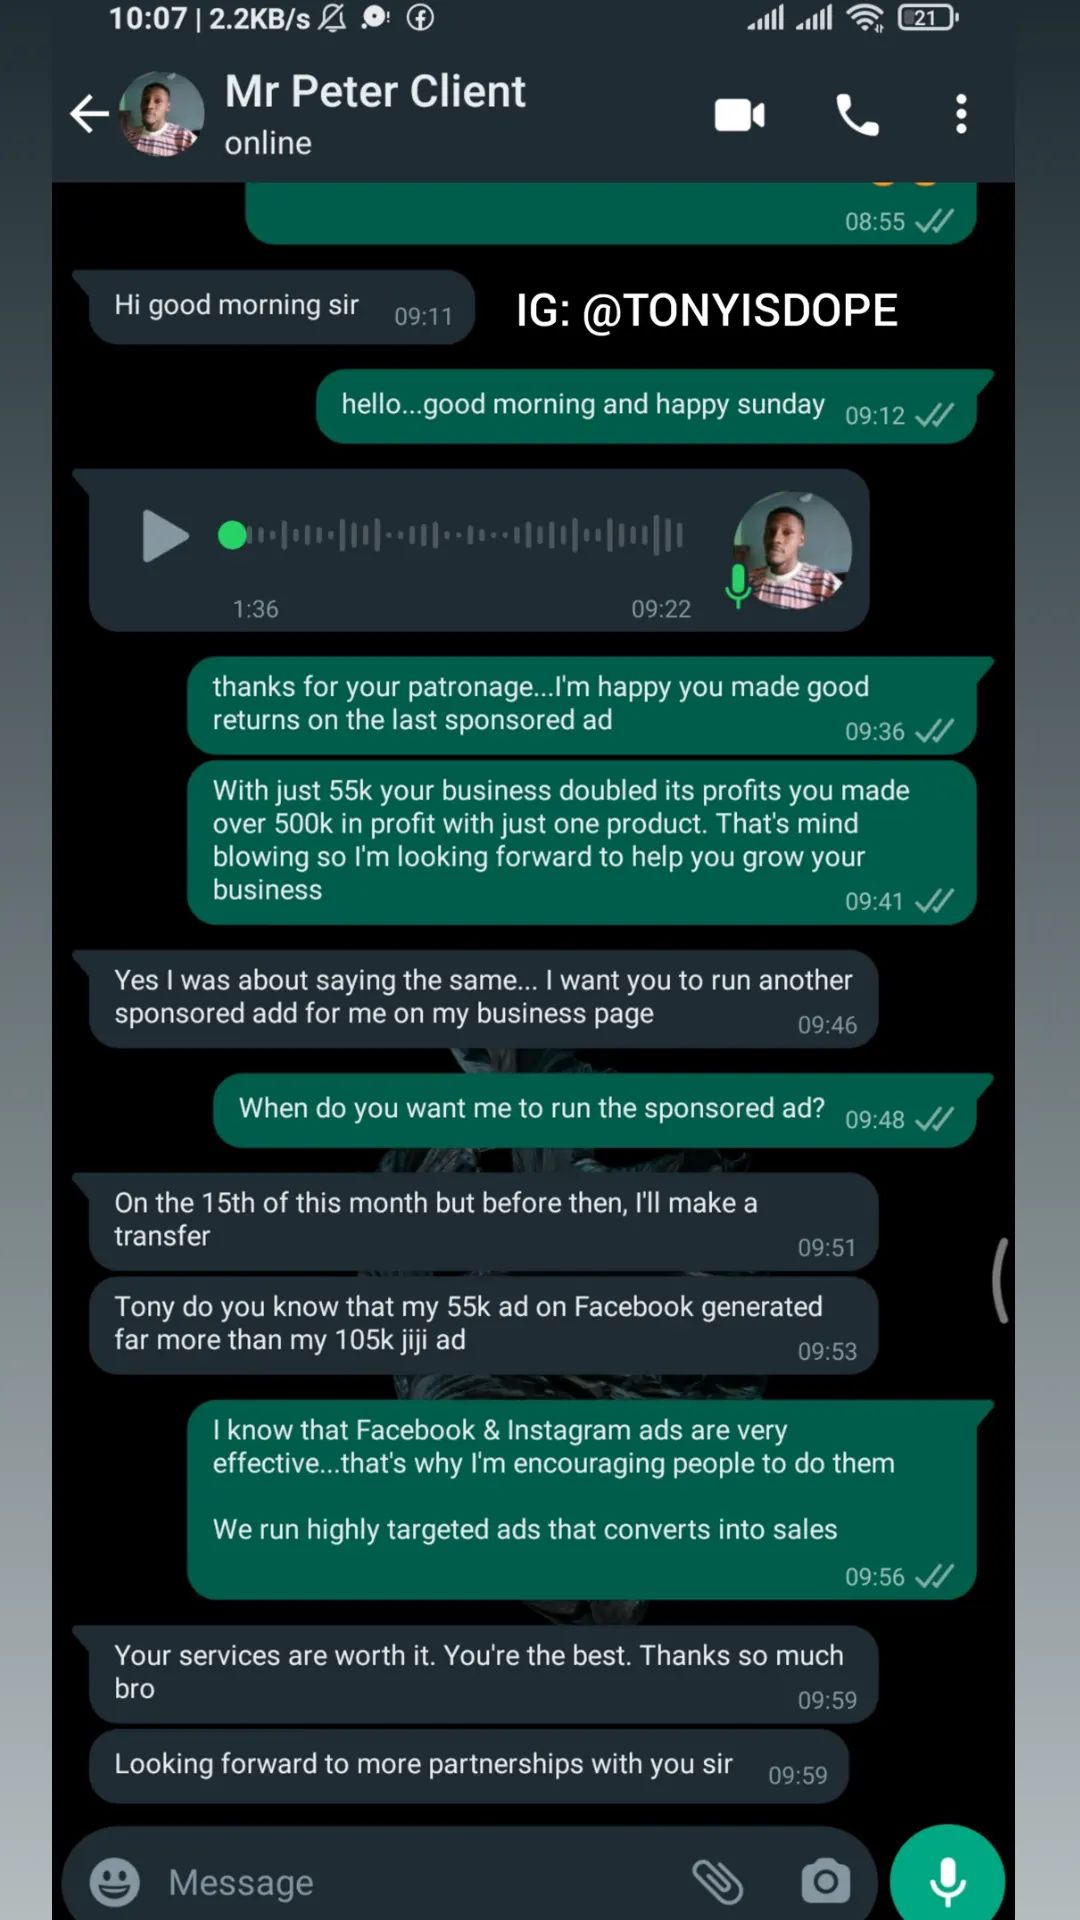 10:07 | 2.2KB/s
21
Mr Peter Client
online
08:55
Hi good morning sir 09:11
IG: @TONYISDOPE
hello...good morning and happy sunday 09:12
1:36 09:22
thanks for your patronage...I'm happy you made good
returns on the last sponsored ad 09:36
With just 55k your business doubled its profits you made
over 500k in profit with just one product. That's mind
blowing so I'm looking forward to help you grow your
business 09:41
Yes I was about saying the same... I want you to run another
sponsored add for me on my business page 09:46
When do you want me to run the sponsored ad? 09:48
On the 15th of this month but before then, I'll make a
transfer 09:51
Tony do you know that my 55k ad on Facebook generated
far more than my 105k jiji ad 09:53
I know that Facebook & Instagram ads are very
effective...that's why I'm encouraging people to do them
We run highly targeted ads that converts into sales
09:56
Your services are worth it. You're the best. Thanks so much
bro 09:59
Looking forward to more partnerships with you sir 09:59
Message